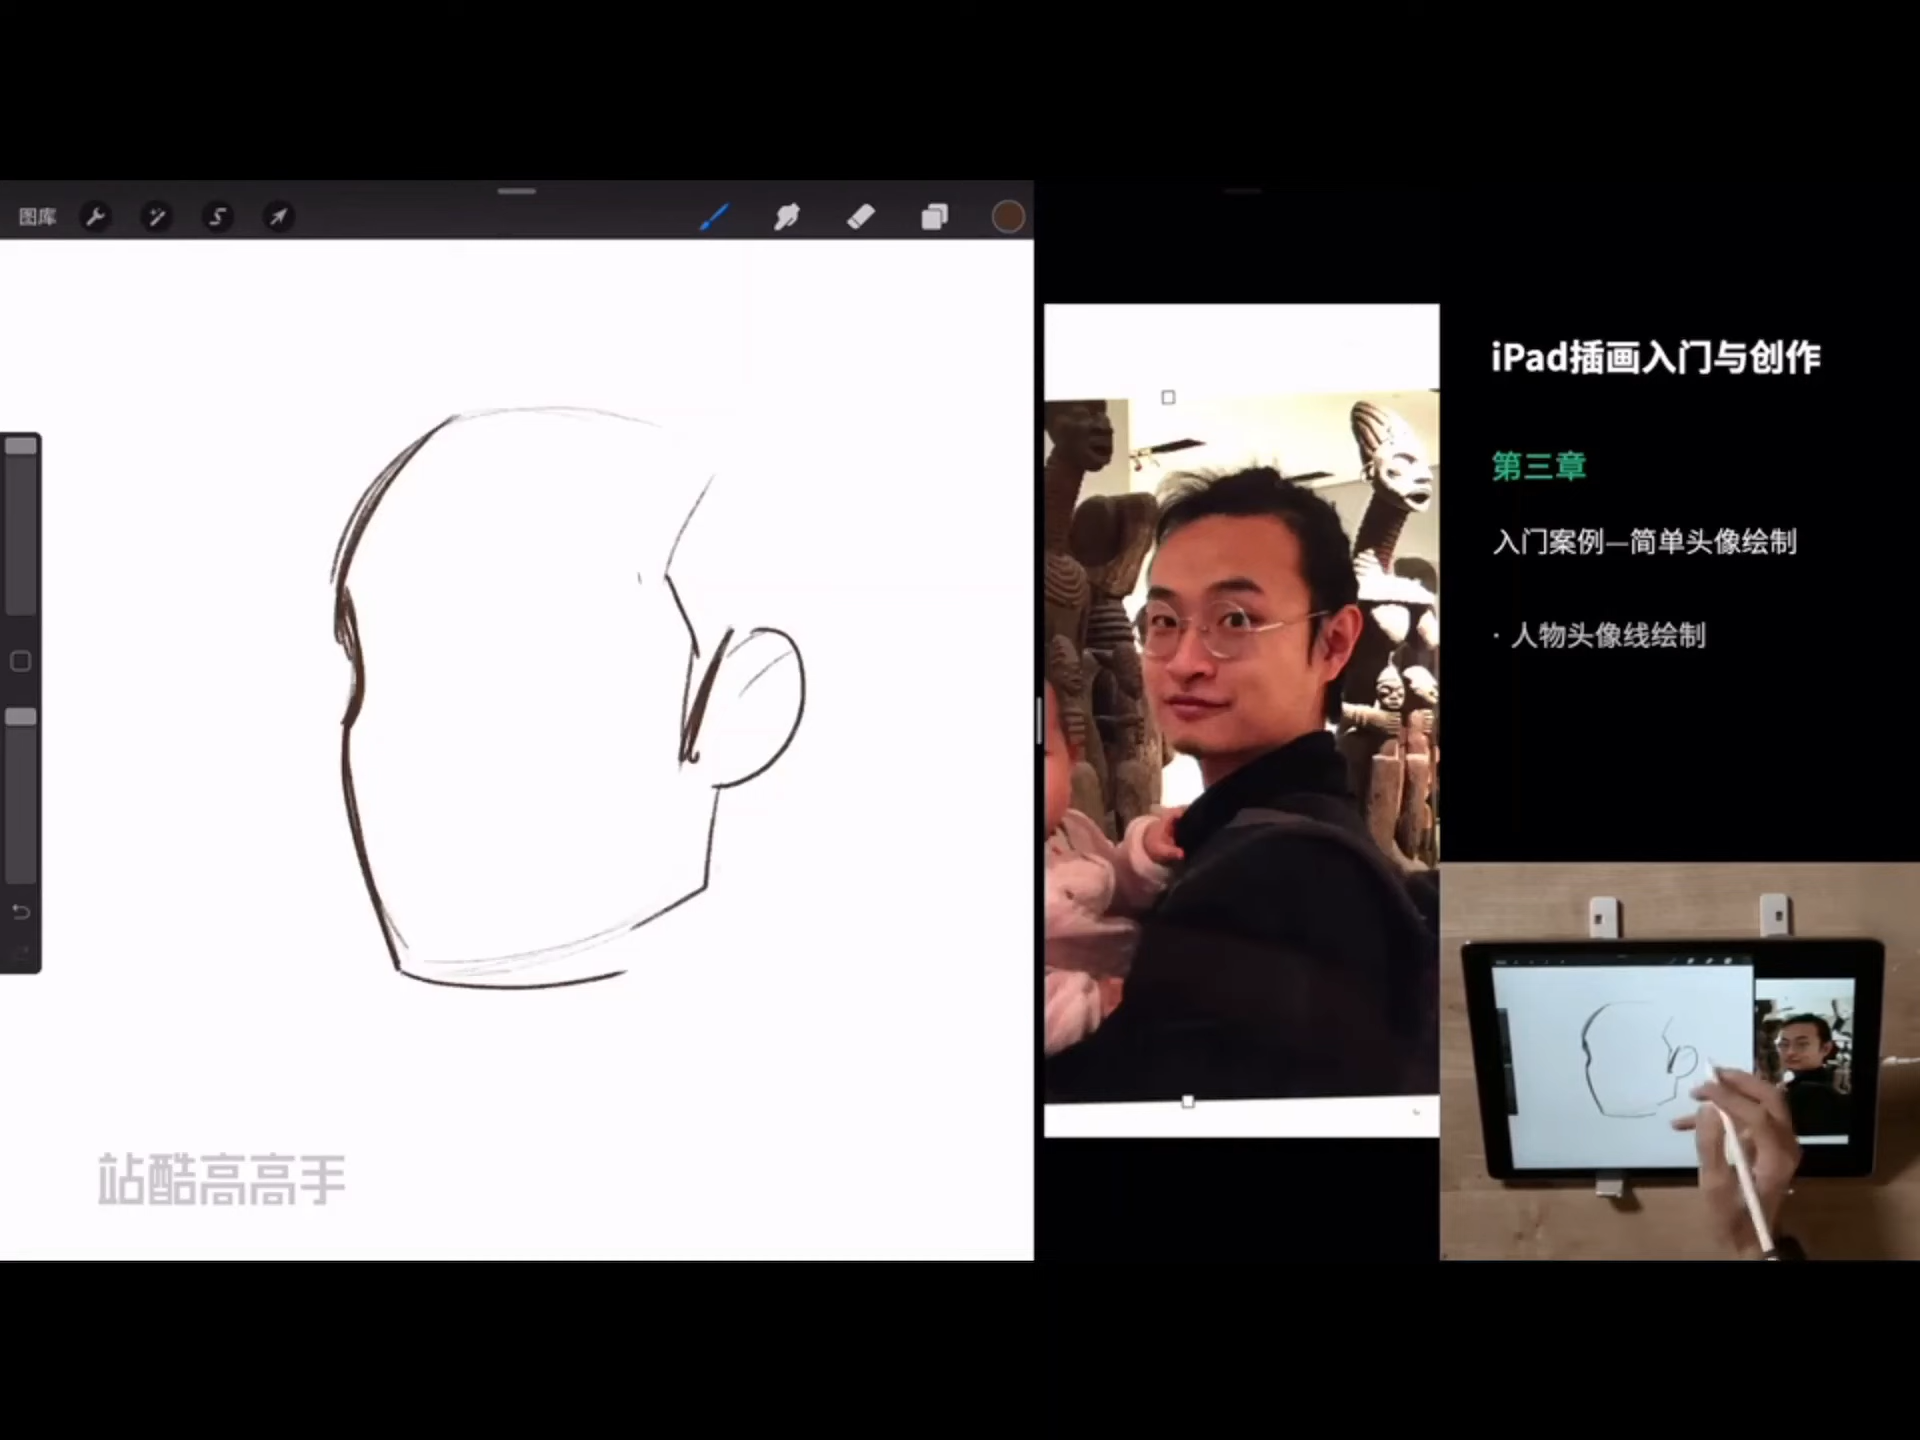 图库
iPad插画入门与创作
第三章
入门案例—简单头像绘制
· 人物头像线绘制
站酷高高手